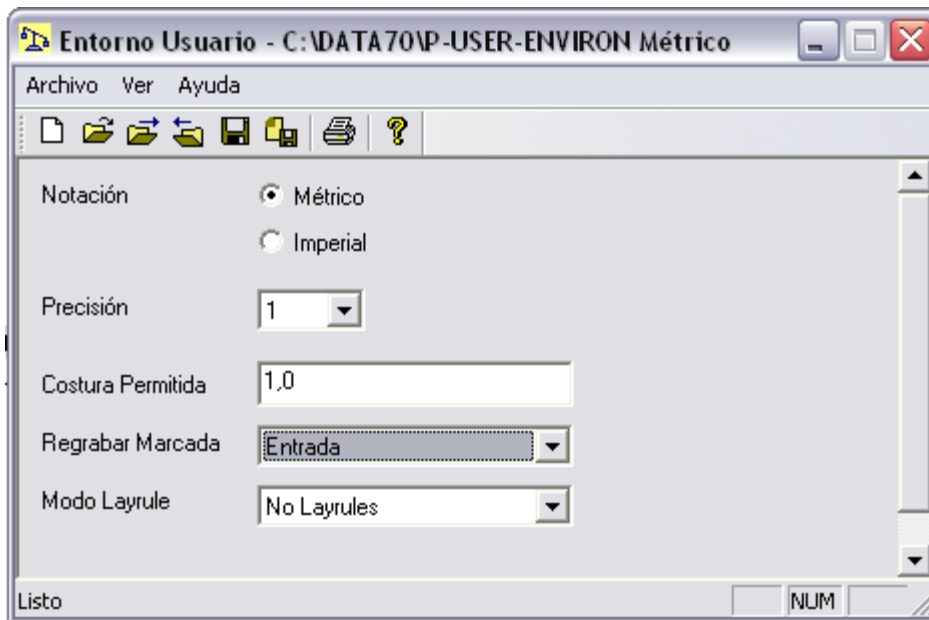 Entorno Usuario - C:\DATA70\P-USER-ENVIRON Métrico
Archivo Ver Ayuda
Notación
Métrico
Imperial
Precisión
1
Costura Permitida
1,0
Regrabar Marcada
Entrada
Modo Layrule
No Layrules
Listo
NUM